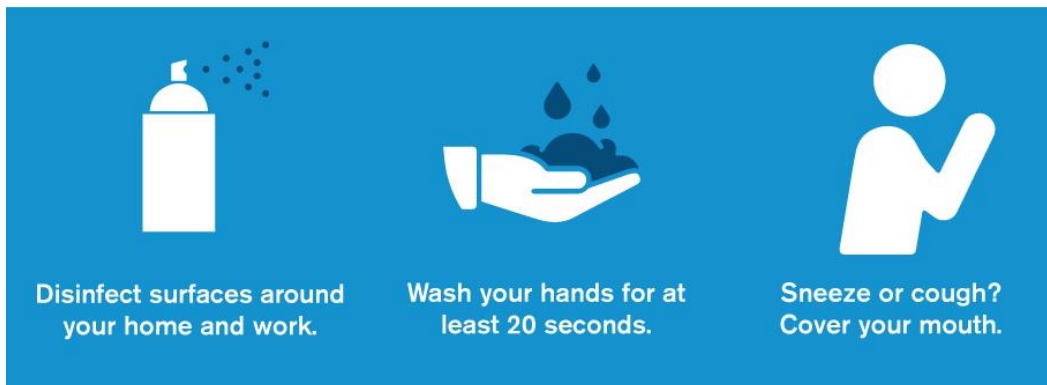 Disinfect surfaces around
your home and work.
Wash your hands for at
least 20 seconds.
Sneeze or cough?
Cover your mouth.